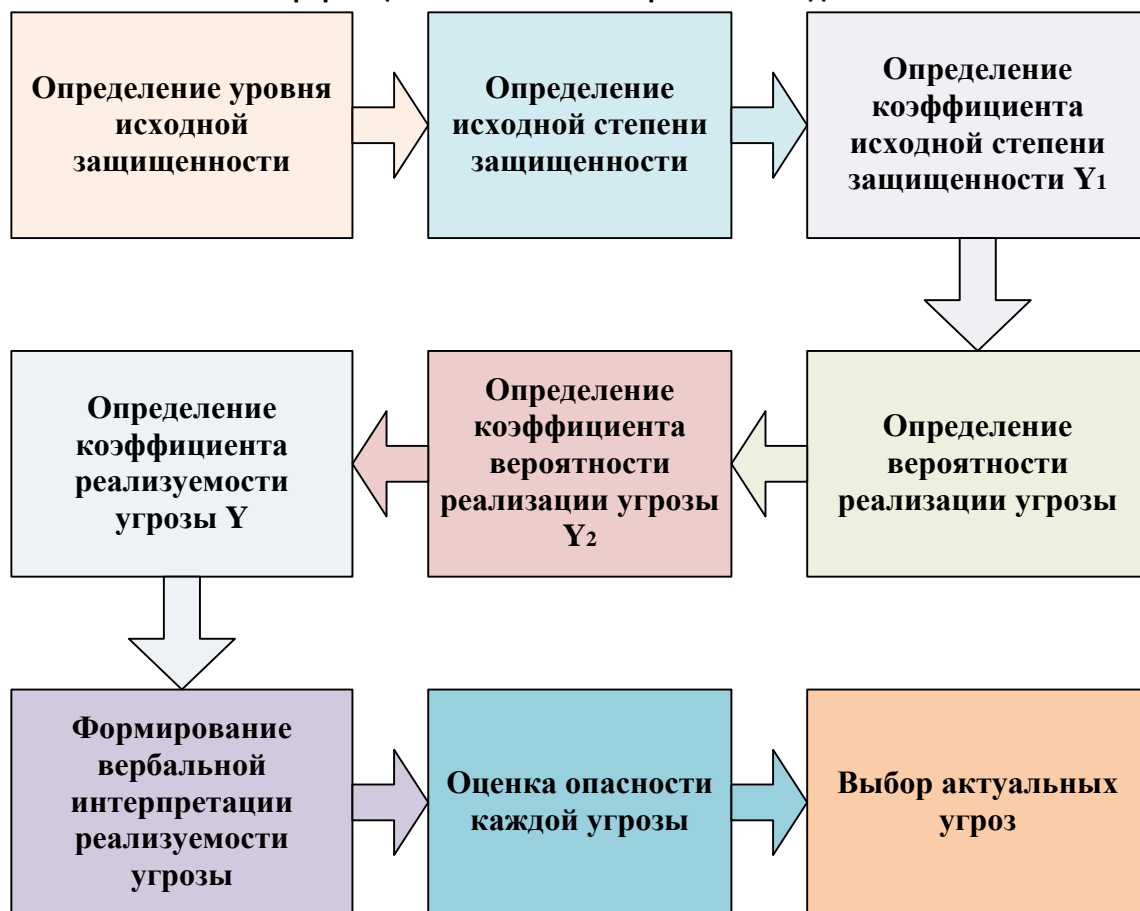 Определение уровня
исходной
защищенности
Определение
исходной степени
защищенности
Определение
коэффициента
исходной степени
защищенности Y1
Определение
вероятности
реализации угрозы
Определение
коэффициента
вероятности
реализации угрозы
Y2
Определение
коэффициента
реализуемости
угрозы Y
Формирование
вербальной
интерпретации
реализуемости
угрозы
Оценка опасности
каждой угрозы
Выбор актуальных
угроз